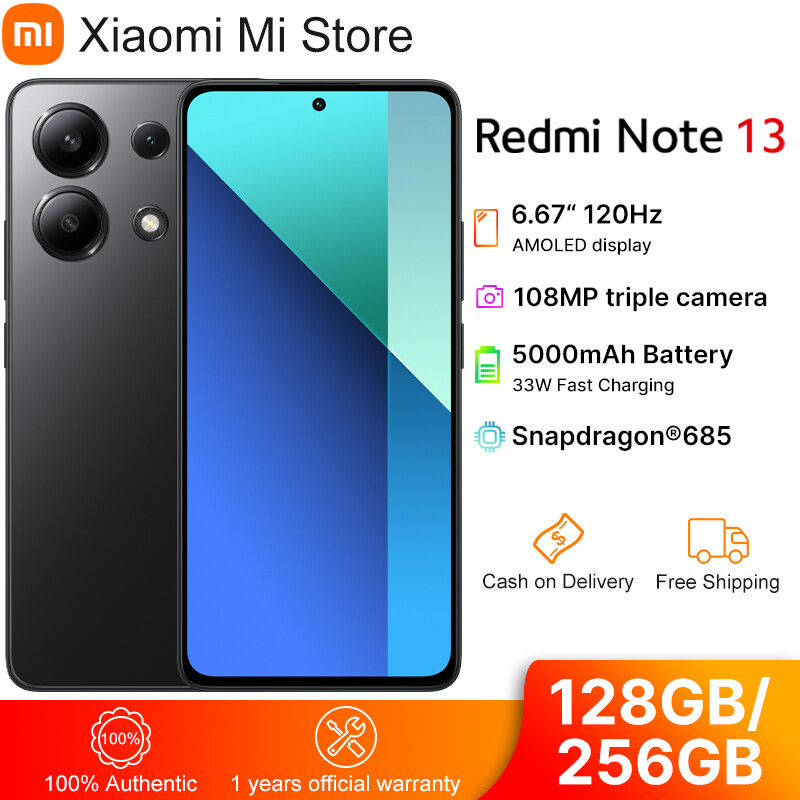 mi Xiaomi Mi Store
Redmi Note 13
6.67“ 120Hz
AMOLED display
108MP triple camera
5000mAh Battery
33W Fast Charging
Snapdragon®685
$
Cash on Delivery
Free Shipping
128GB/
256GB
100%
100% Authentic
1 years official warranty